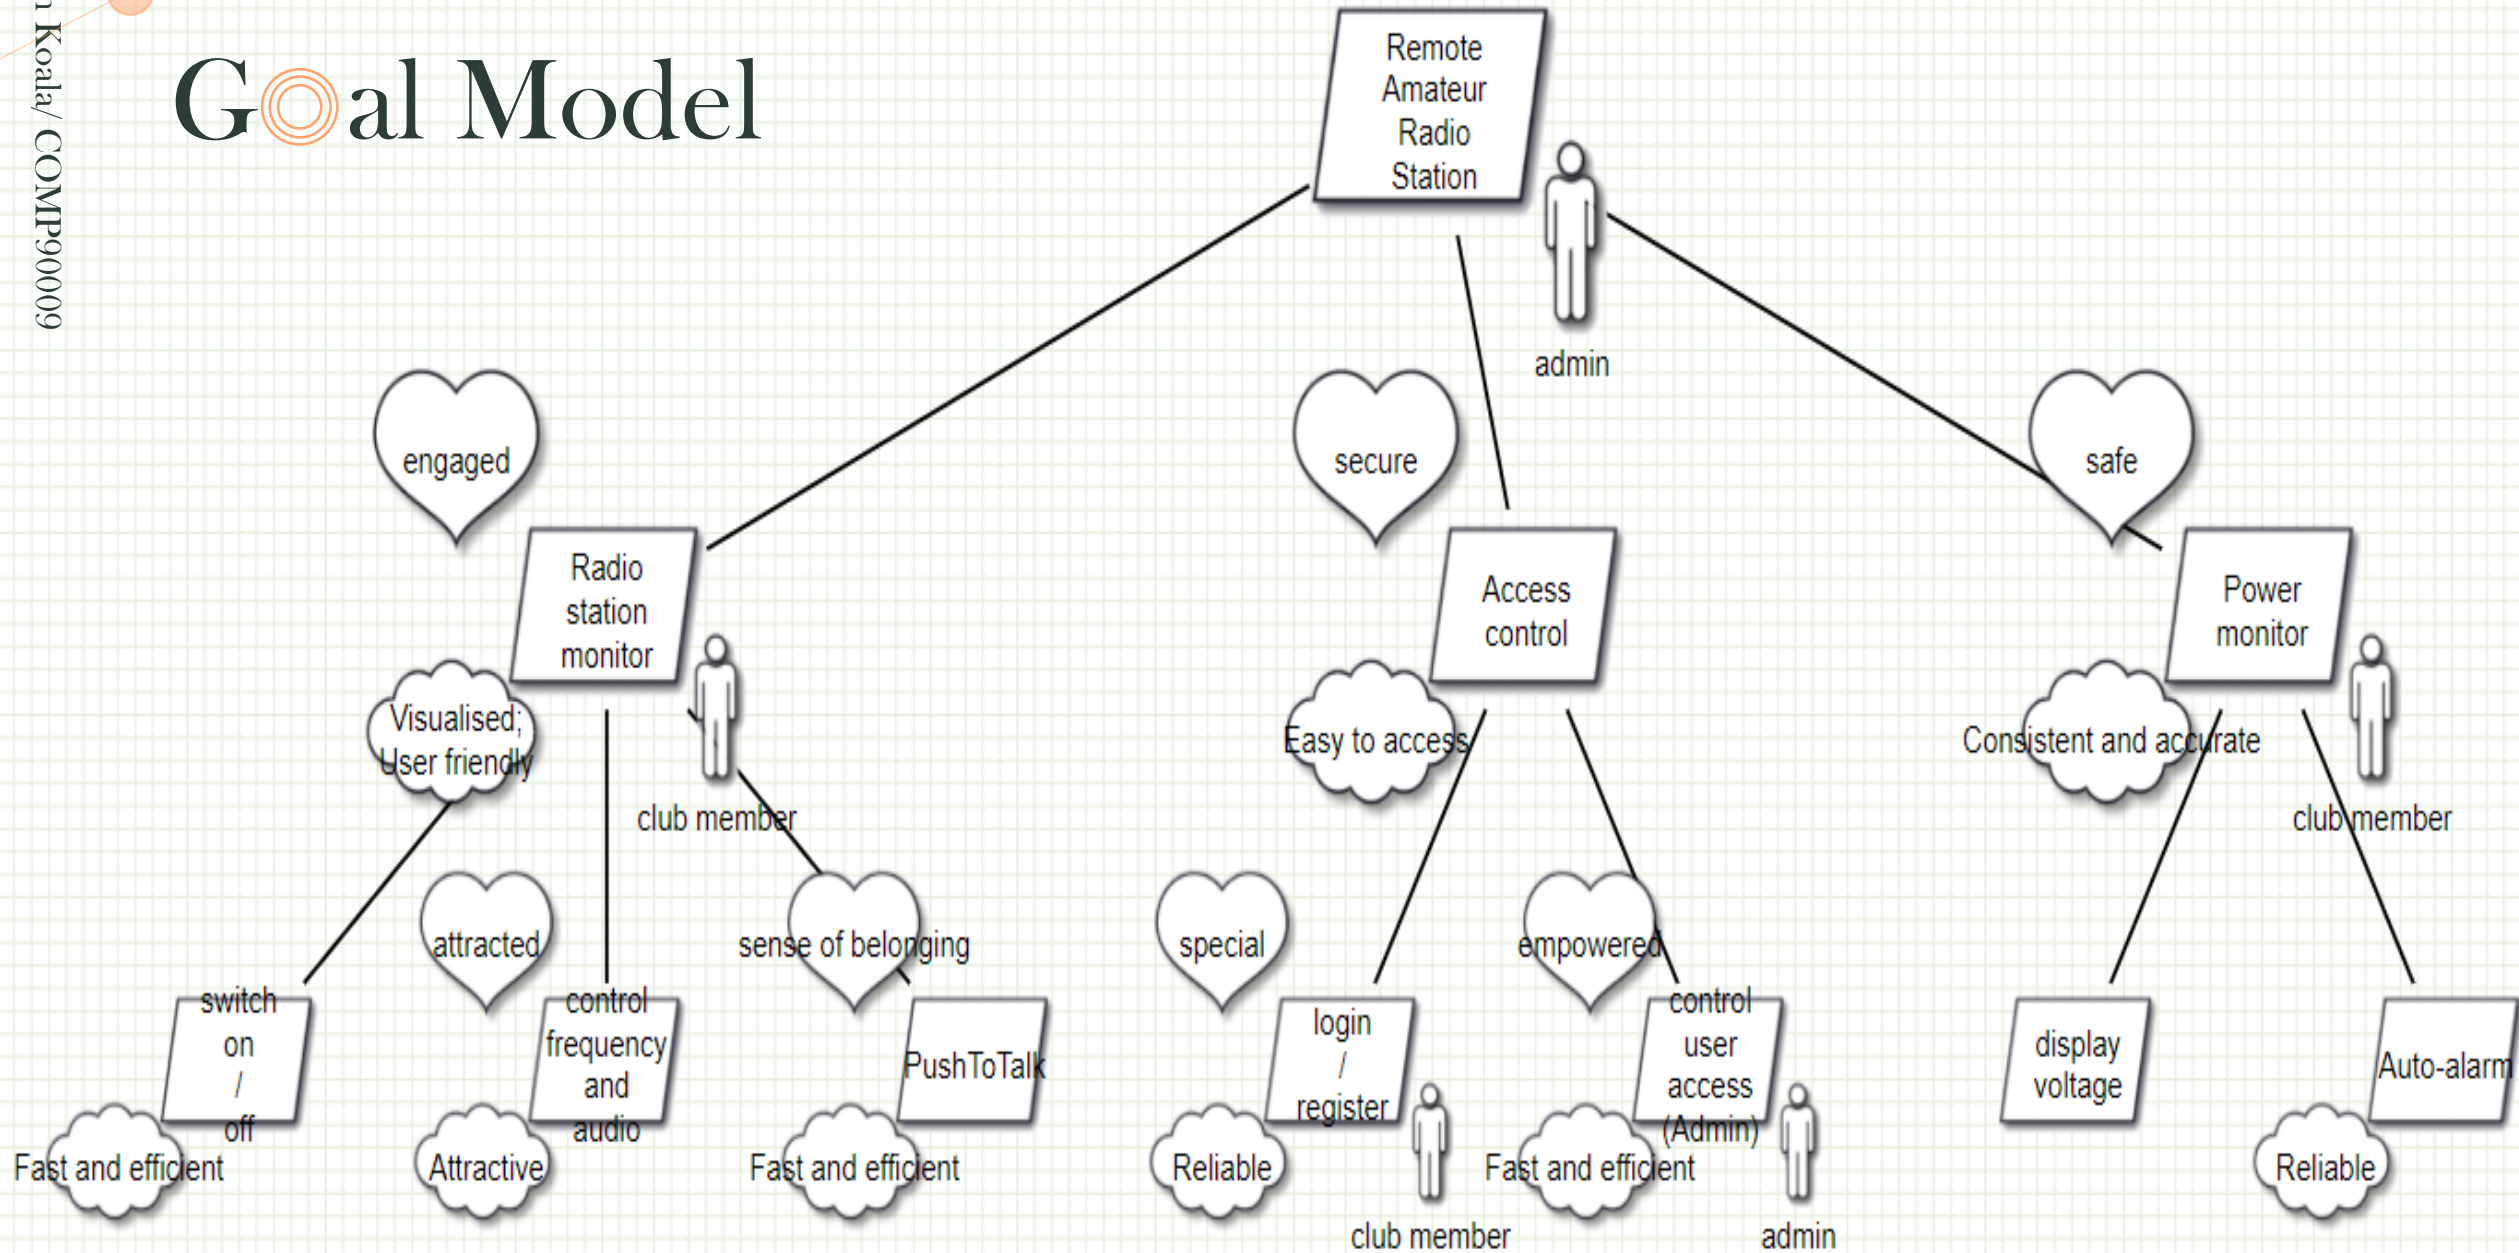 Koala/ COMP90009
Goal Model
Remote
Amateur
Radio
Station
admin
engaged
secure
safe
Radio
station
monitor
Access
control
Power
monitor
Visualised;
User friendly
club member
Easy to access
Consistent and accurate
club member
attracted
sense of belonging
special
empowered
switch
on
/
off
Fast and efficient
control
frequency
and
audio
Attractive
PushToTalk
Fast and efficient
login
/
register
Reliable
club member
control
user
access
(Admin)
Fast and efficient
admin
display
voltage
Auto-alarm
Reliable